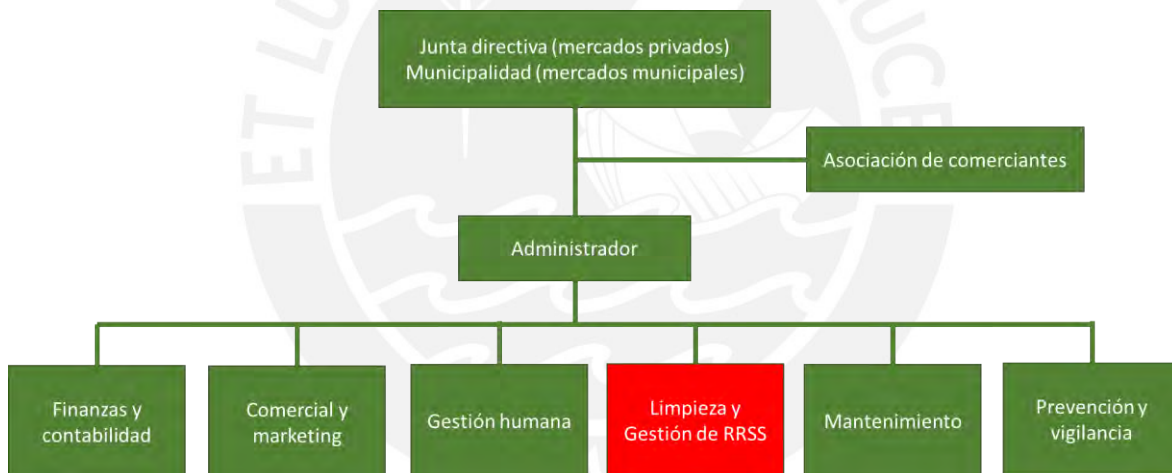 Junta directiva (mercados privados)
Municipalidad (mercados municipales)
Asociación de comerciantes
Administrador
Finanzas y
contabilidad
Comercial y
marketing
Gestión humana
Limpieza y
Gestión de RRSS
Mantenimiento
Prevención y
vigilancia